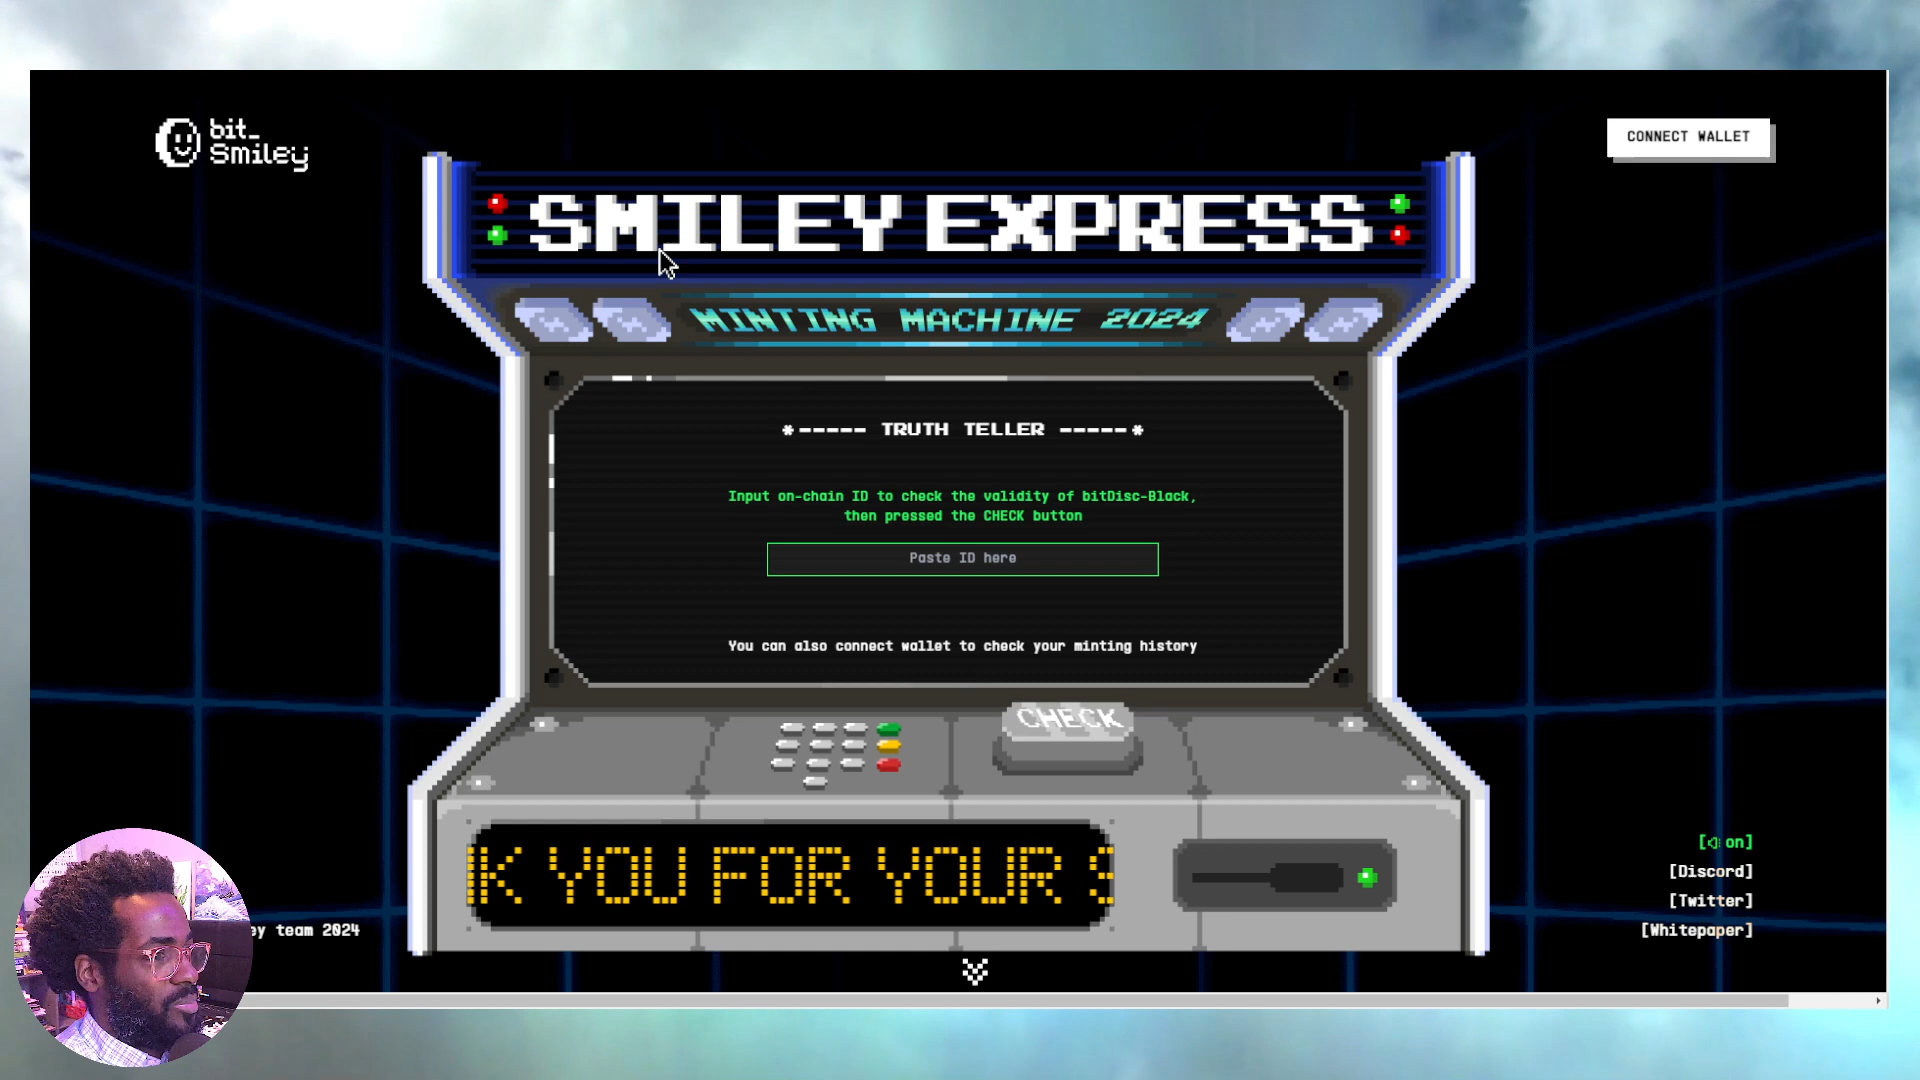 bit_
Smiley
CONNECT WALLET
SMILEY EXPRESS
MINTING MACHINE 2024
*----- TRUTH TELLER -----*
Input on-chain ID to check the validity of bitDisc-Black,
then pressed the CHECK button
Paste ID here
You can also connect wallet to check your minting history
CHECK
YOU FOR YOUR
[on]
[Discord]
[Twitter]
[Whitepaper]
team 2024